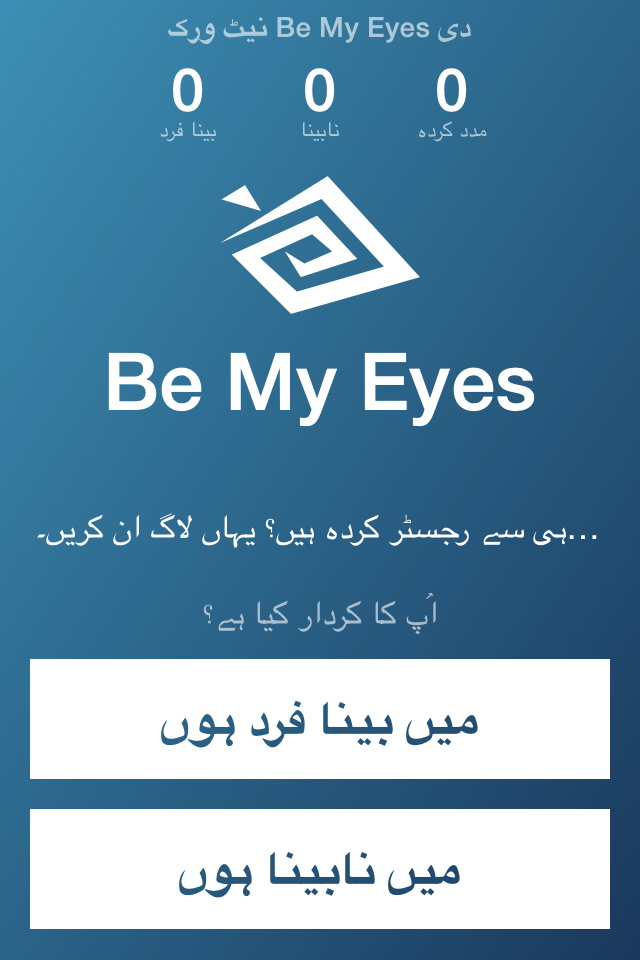 دی Be My Eyes نیٹ ورک
0 0 0
مدد کردہ نابینا بینا فرد
Be My Eyes
...ہی سے رجسٹر کردہ ہیں؟ یہاں لاگ ان کریں۔
اُپ کا کردار کیا ہے؟
میں بینا فرد ہوں
میں نابینا ہوں